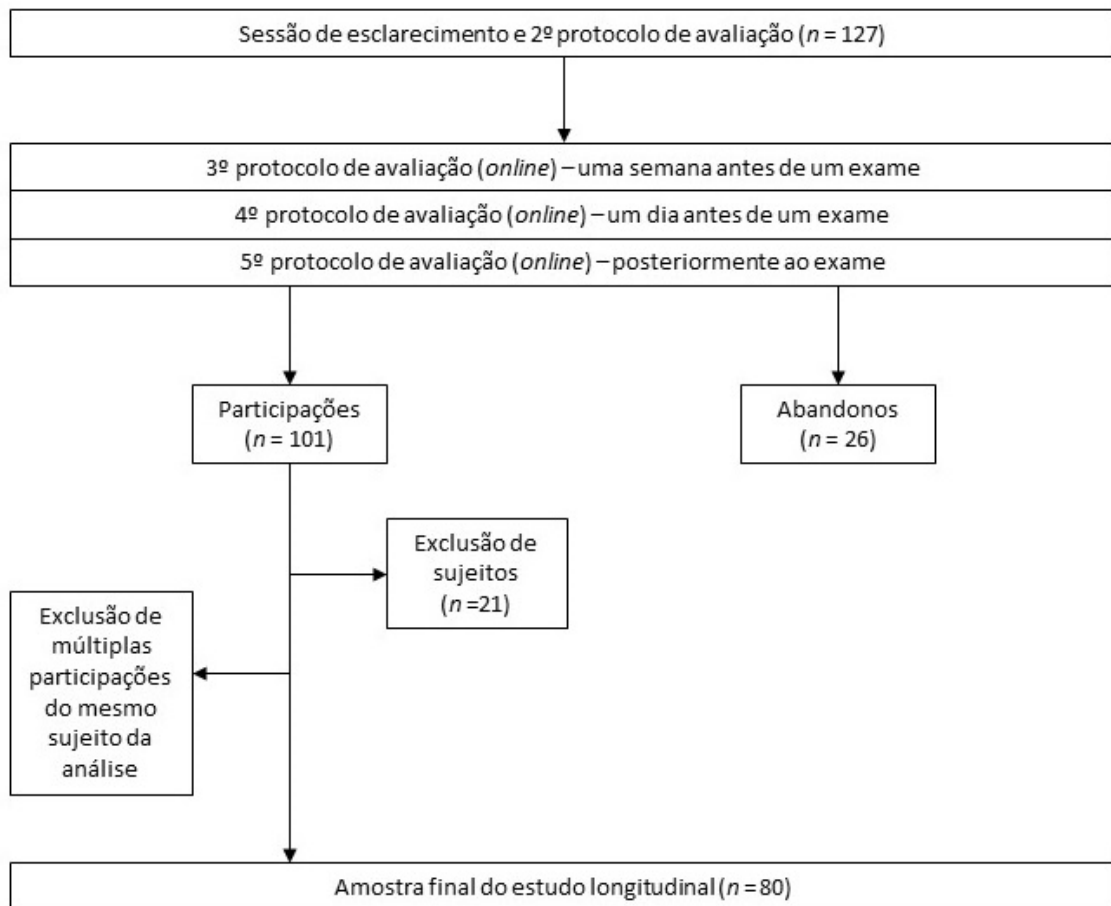 Sessão de esclarecimento e 2º protocolo de avaliação (n = 127)
3º protocolo de avaliação (online) – uma semana antes de um exame
4º protocolo de avaliação (online) – um dia antes de um exame
5º protocolo de avaliação (online) – posteriormente ao exame
Participações
(n = 101)
Abandonos
(n = 26)
Exclusão de
sujeitos
(n =21)
Exclusão de
múltiplas
participações
do mesmo
sujeito da
análise
Amostra final do estudo longitudinal (n = 80)